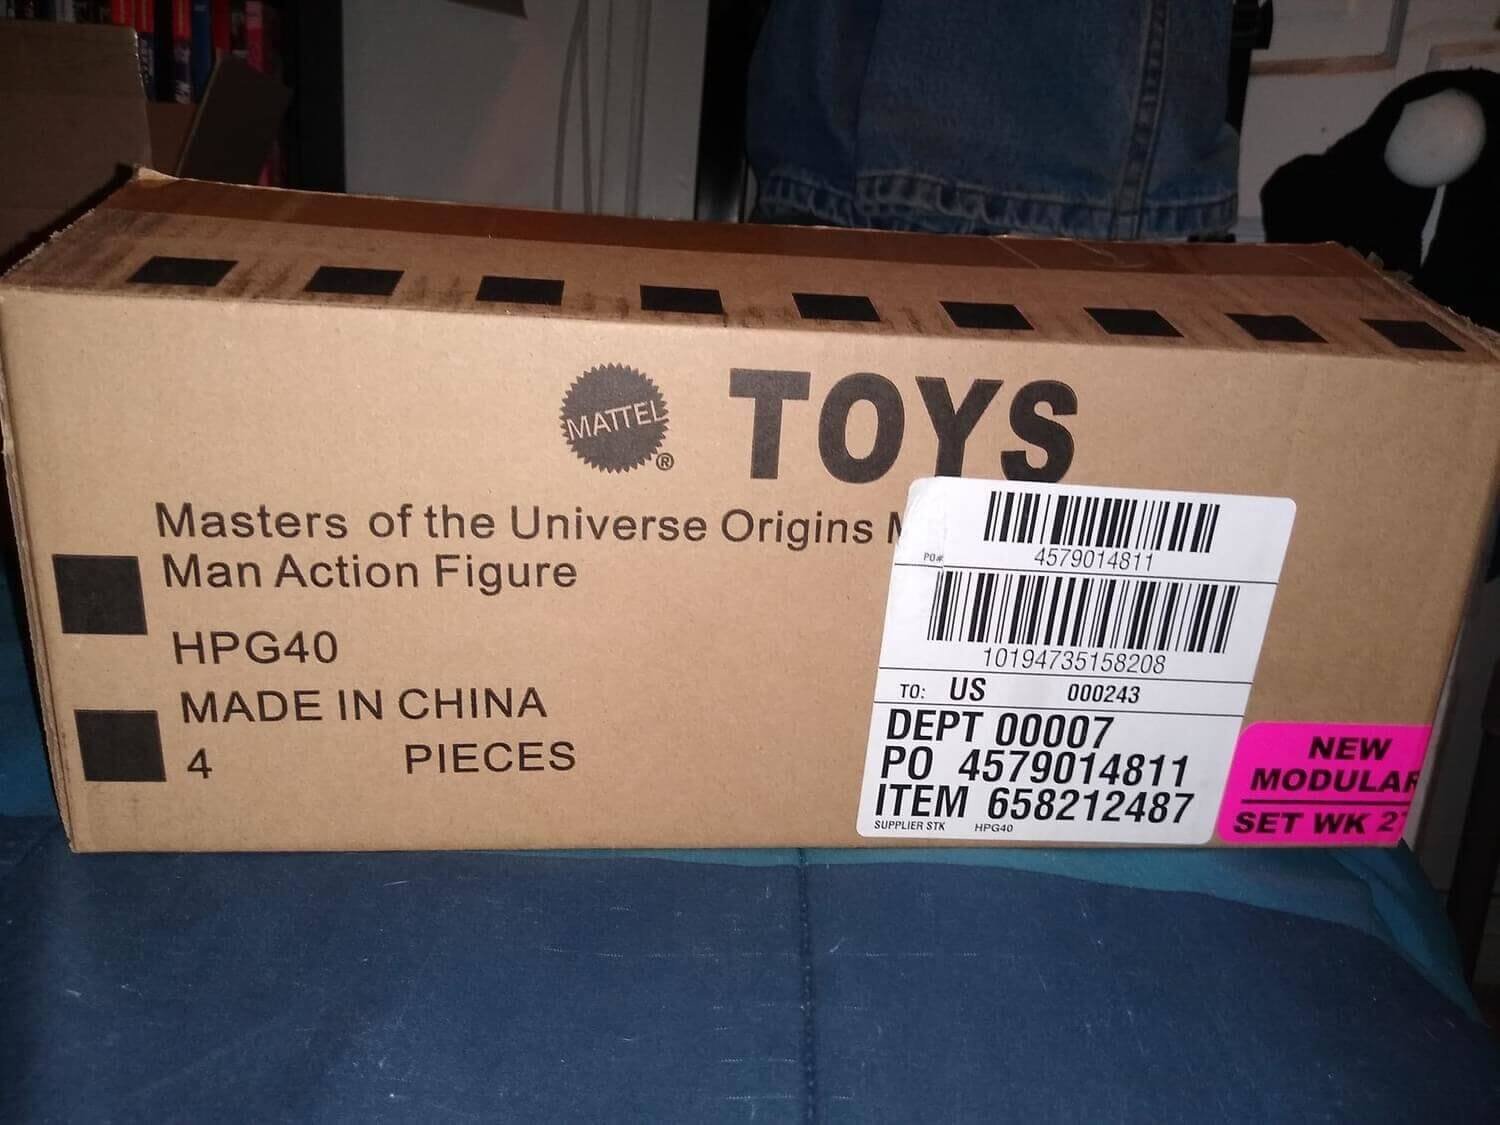 MATTEL ® TOYS
Masters of the Universe Origins
Man Action Figure
HPG40
MADE IN CHINA
4 PIECES
PO# 4579014811
10194735158208
TO: US 000243
DEPT 00007
PO 4579014811
ITEM 658212487
SUPPLIER STK HPG40
NEW
MODULAR
SET WK